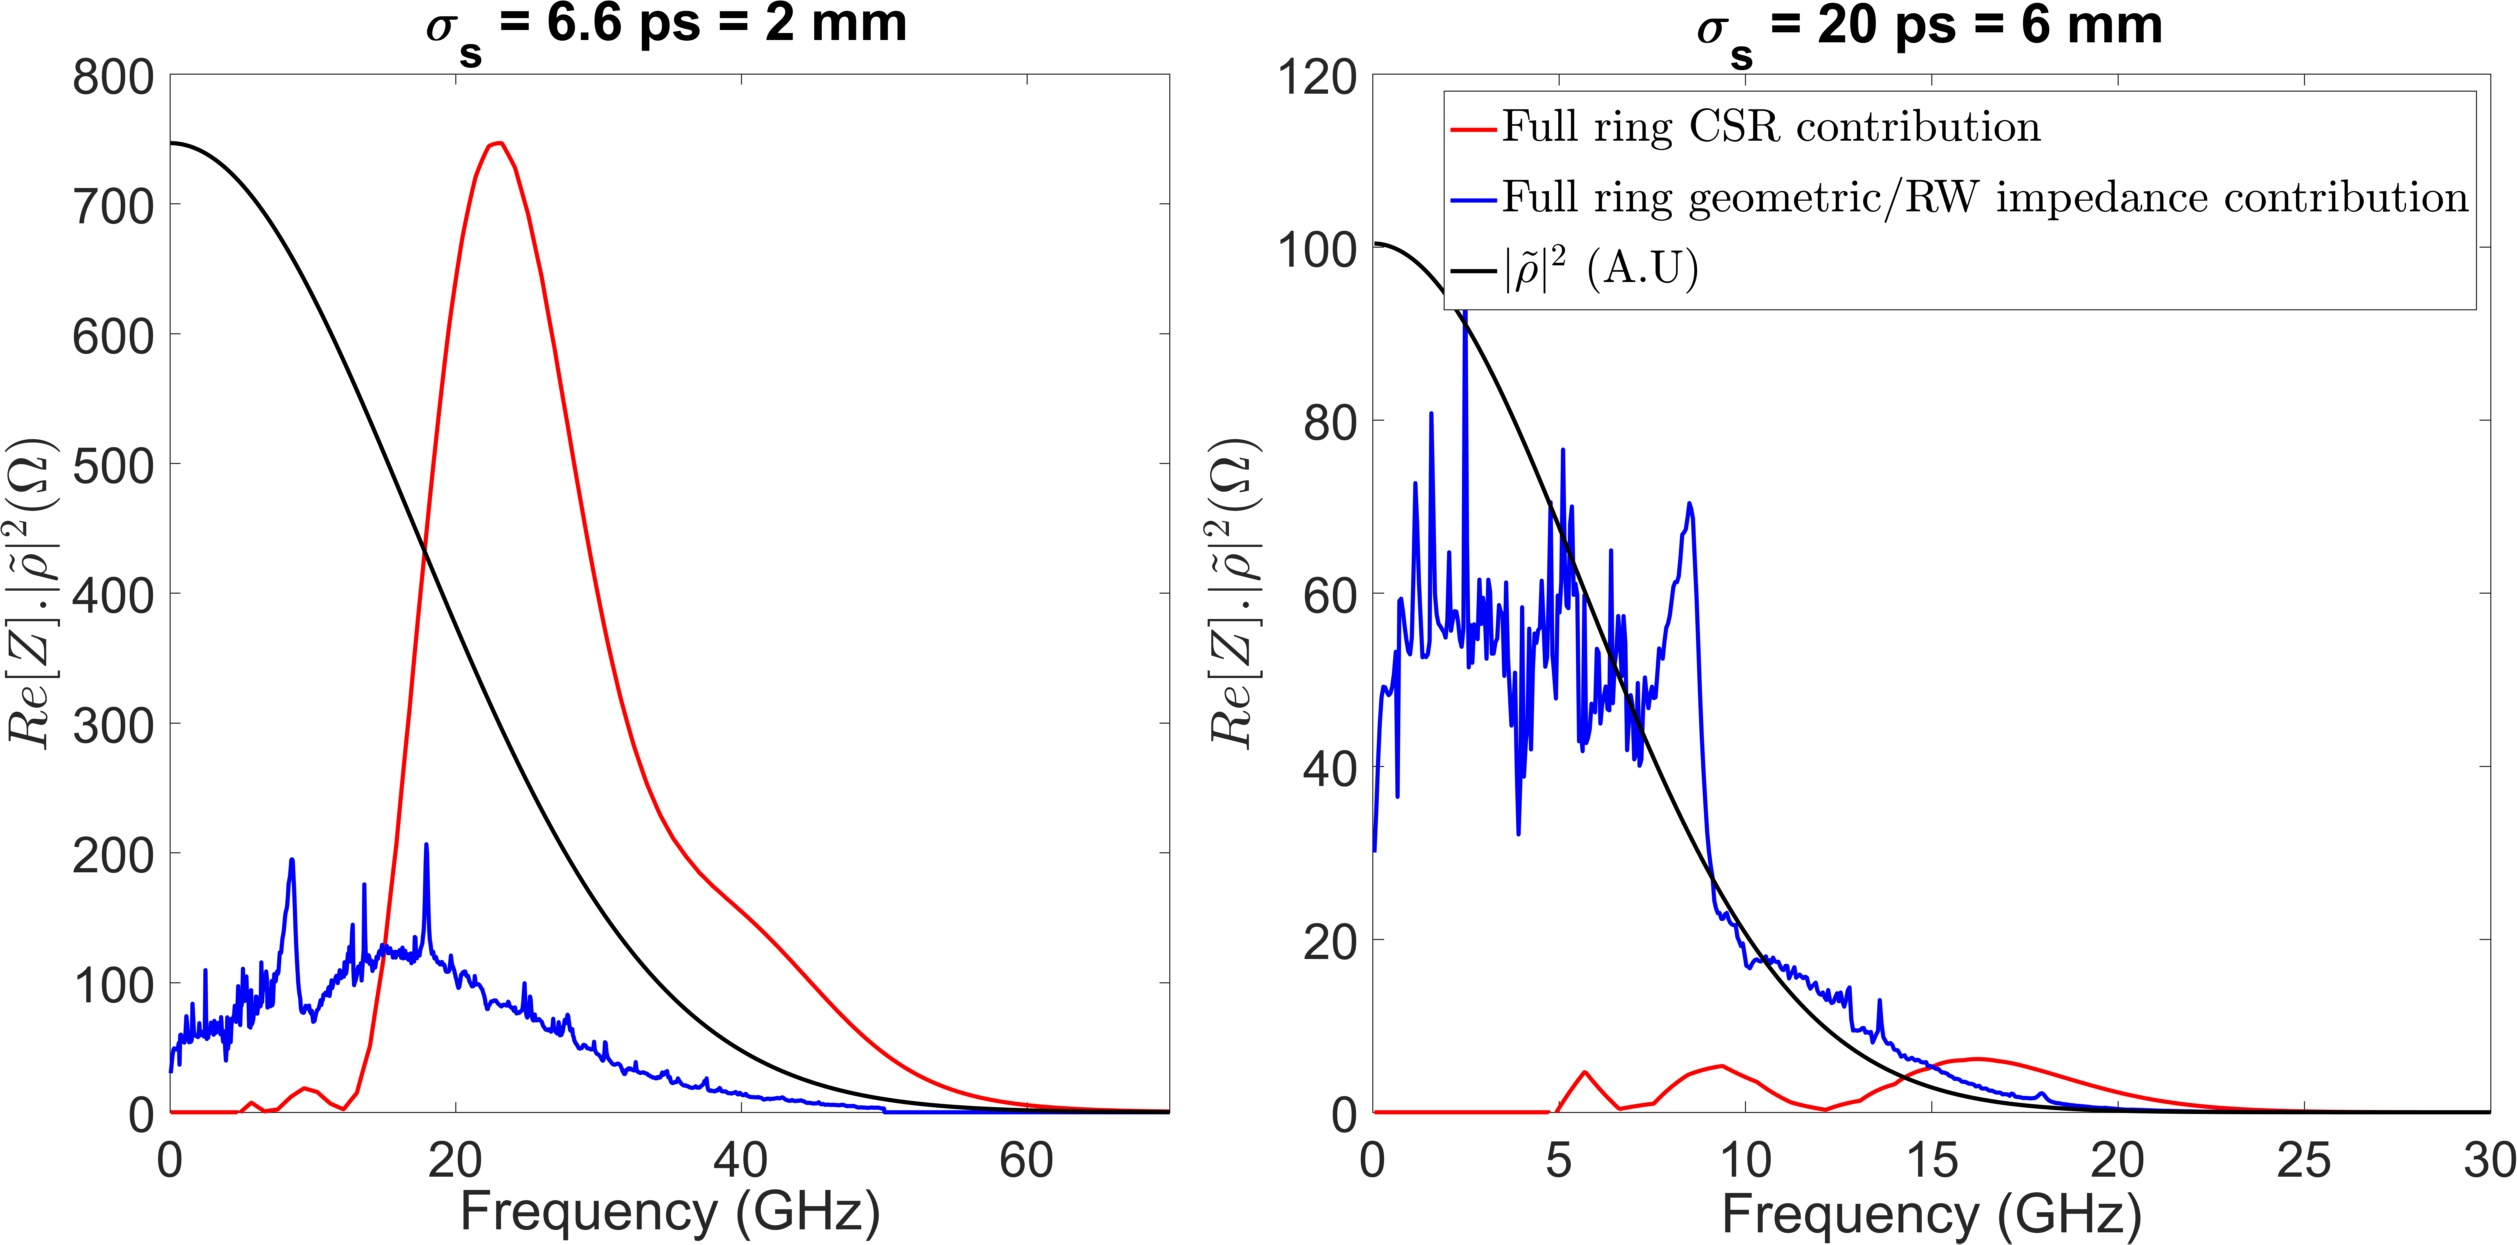 σs = 6.6 ps = 2 mm
800
700
600
500
400
300
200
100
0
Re[Z].|ρ̃|²(Ω)
0 20 40 60
Frequency (GHz)
σs = 20 ps = 6 mm
120
100
80
60
40
20
0
Re[Z].|ρ̃|²(Ω)
Full ring CSR contribution
Full ring geometric/RW impedance contribution
|ρ̃|² (A.U)
0 5 10 15 20 25 30
Frequency (GHz)